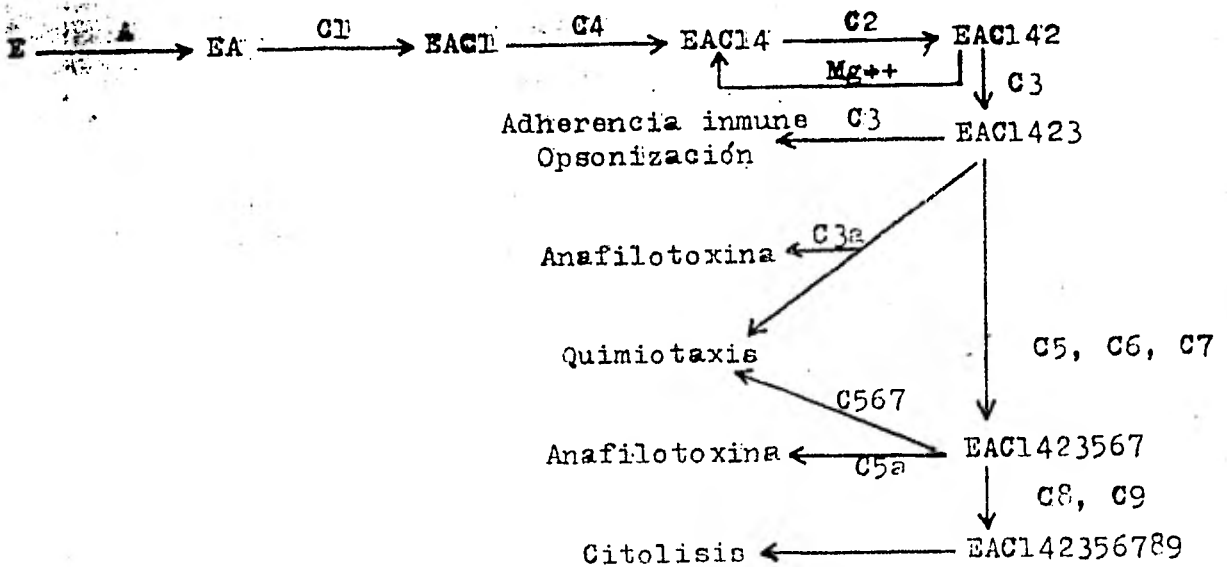 A C1 C4 C2
E EA EAC1 EAC14 EAC142
Mg++
C3
Adherencia inmune C3 EAC1423
Opsonización
C3a
Anafilotoxina
Quimiotaxis C5, C6, C7
C567
Anafilotoxina EAC1423567
C5a
C8, C9
Citolisis EAC142356789